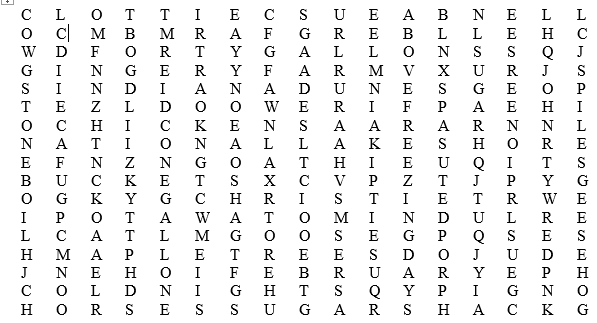 C L O T T I E C S U E A B N E L L
O C M B M R A F G R E B L L E H C
W D F O R T Y G A L L O N S S Q J
G I N G E R Y F A R M V X U R J S
S I N D I A N A D U N E S G E O P
T E Z L D O O W E R I F P A E H I
O C H I C K E N S A A R A R N N L
N A T I O N A L L A K E S H O R E
E F N Z N G O A T H I E U Q I T S
B U C K E T S X C V P Z T J P Y G
O G K Y G C H R I S T I E T R W E
I P O T A W A T O M I N D U L R E
L C A T L M G O O S E G P Q S E S
H M A P L E T R E E S D O J U D E
J N E H O I F E B R U A R Y E P H
C O L D N I G H T S Q Y P I G N O
H O R S E S S U G A R S H A C K G